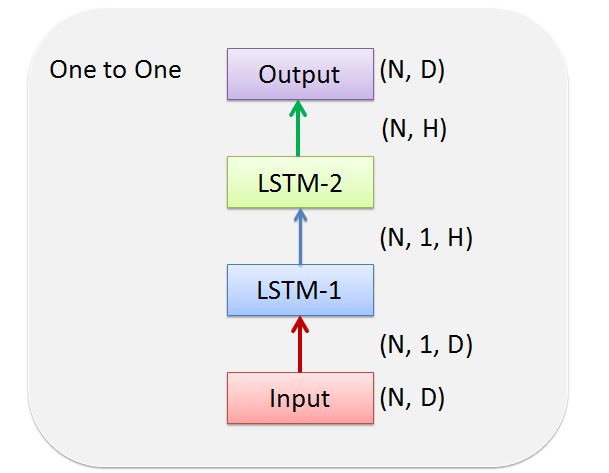 One to One
Output (N, D)
(N, H)
LSTM-2
(N, 1, H)
LSTM-1
(N, 1, D)
Input (N, D)